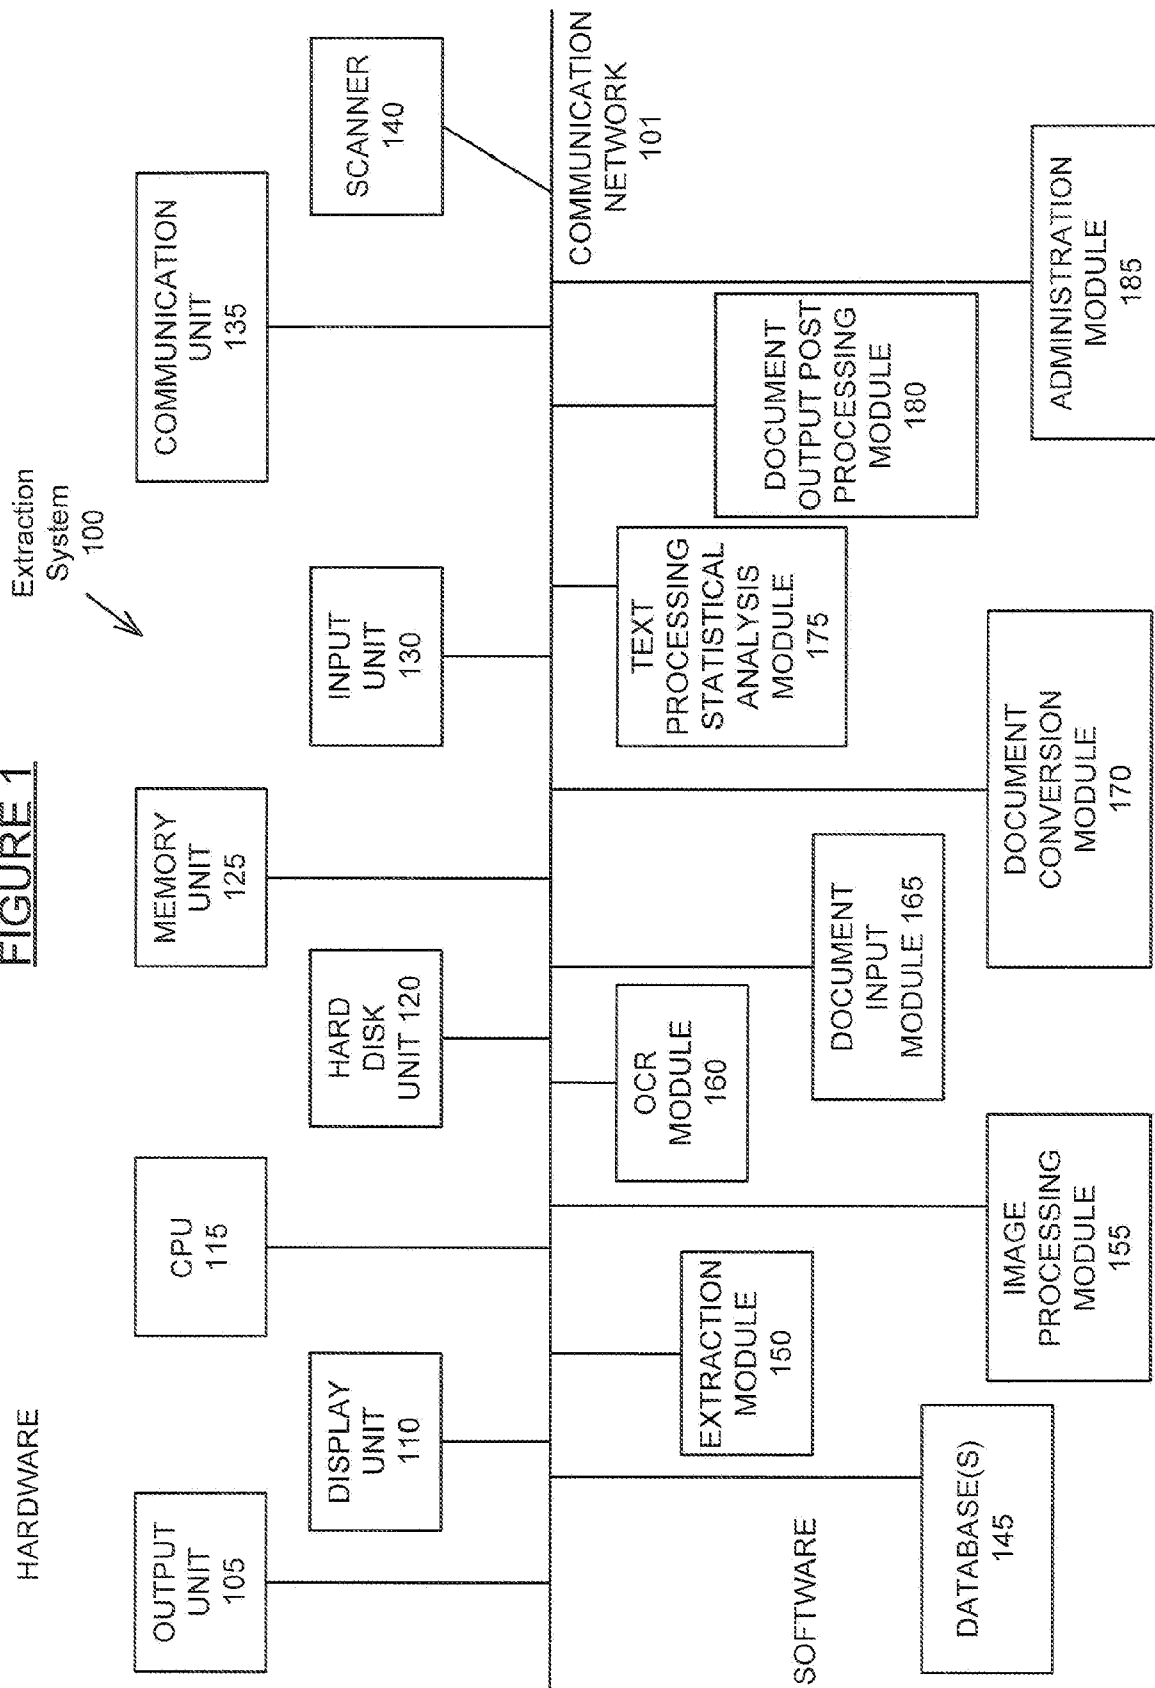 FIGURE 1
HARDWARE
Extraction
System
100
OUTPUT
UNIT
105
DISPLAY
UNIT
110
CPU
115
HARD
DISK
UNIT 120
MEMORY
UNIT
125
INPUT
UNIT
130
COMMUNICATION
UNIT
135
SCANNER
140
COMMUNICATION
NETWORK
101
SOFTWARE
DATABASE(S)
145
EXTRACTION
MODULE
150
IMAGE
PROCESSING
MODULE
155
OCR
MODULE
160
DOCUMENT
INPUT
MODULE 165
DOCUMENT
CONVERSION
MODULE
170
TEXT
PROCESSING
STATISTICAL
ANALYSIS
MODULE
175
DOCUMENT
OUTPUT POST
PROCESSING
MODULE
180
ADMINISTRATION
MODULE
185